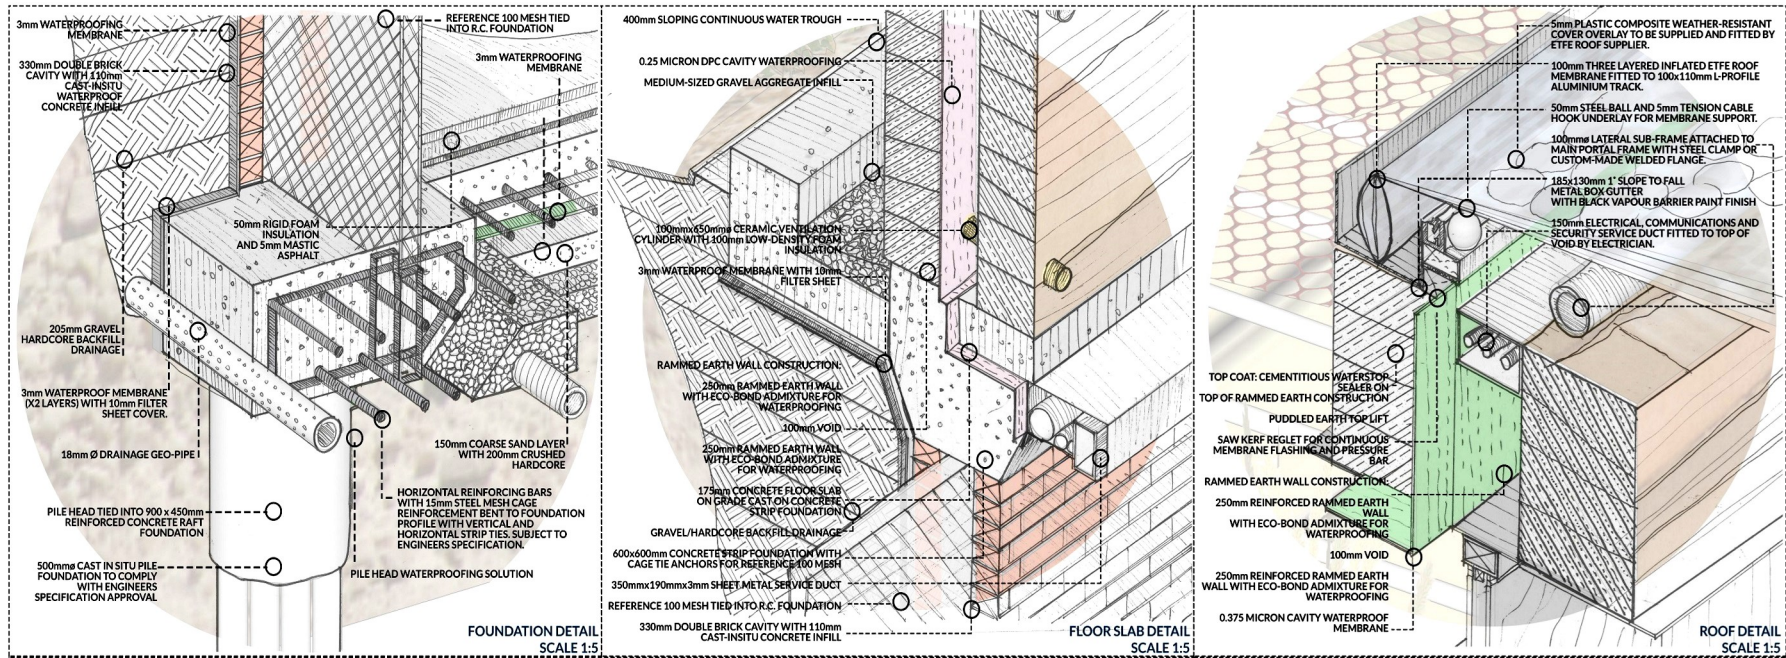 3mm WATERPROOFING
MEMBRANE
330mm DOUBLE BRICK
CAVITY WITH 110mm
CAST-INSITU
WATERPROOF
CONCRETE INFILL
REFERENCE 100 MESH TIED
INTO R.C. FOUNDATION
3mm WATERPROOFING
MEMBRANE
50mm RIGID FOAM
INSULATION
AND 5mm MASTIC
ASPHALT
205mm GRAVEL
HARDCORE BACKFILL
DRAINAGE
3mm WATERPROOF MEMBRANE
(X2 LAYERS) WITH 10mm FILTER
SHEET COVER.
18mm Ø DRAINAGE GEO-PIPE
150mm COARSE SAND LAYER
WITH 200mm CRUSHED
HARDCORE
HORIZONTAL REINFORCING BARS
WITH 15mm STEEL MESH CAGE
REINFORCEMENT BENT TO FOUNDATION
PROFILE WITH VERTICAL AND
HORIZONTAL STRIP TIES. SUBJECT TO
ENGINEERS SPECIFICATION.
PILE HEAD TIED INTO 900 x 450mm
REINFORCED CONCRETE RAFT
FOUNDATION
500mmø CAST IN SITU PILE
FOUNDATION TO COMPLY
WITH ENGINEERS
SPECIFICATION APPROVAL
PILE HEAD WATERPROOFING SOLUTION
FOUNDATION DETAIL
SCALE 1:5
400mm SLOPING CONTINUOUS WATER TROUGH
0.25 MICRON DPC CAVITY WATERPROOFING
MEDIUM-SIZED GRAVEL AGGREGATE INFILL
100mmx650mmø CERAMIC VENTILATION
CYLINDER WITH 100mm LOW-DENSITY FOAM
INSULATION
3mm WATERPROOF MEMBRANE WITH 10mm
FILTER SHEET
RAMMED EARTH WALL CONSTRUCTION:
250mm RAMMED EARTH WALL
WITH ECO-BOND ADMIXTURE FOR
WATERPROOFING
100mm VOID
250mm RAMMED EARTH WALL
WITH ECO-BOND ADMIXTURE
FOR WATERPROOFING
175mm CONCRETE FLOOR SLAB
ON GRADE CAST ON CONCRETE
STRIP FOUNDATION
GRAVEL/HARDCORE BACKFILL DRAINAGE
600x600mm CONCRETE STRIP FOUNDATION WITH
CAGE TIE ANCHORS FOR REFERENCE 100 MESH
350mmx190mmx3mm SHEET METAL SERVICE DUCT
REFERENCE 100 MESH TIED INTO R.C. FOUNDATION
330mm DOUBLE BRICK CAVITY WITH 110mm
CAST-INSITU CONCRETE INFILL
FLOOR SLAB DETAIL
SCALE 1:5
5mm PLASTIC COMPOSITE WEATHER-RESISTANT
COVER OVERLAY TO BE SUPPLIED AND FITTED BY
ETFE ROOF SUPPLIER.
100mm THREE LAYERED INFLATED ETFE ROOF
MEMBRANE FITTED TO 100x110mm L-PROFILE
ALUMINIUM TRACK.
50mm STEEL BALL AND 5mm TENSION CABLE
HOOK UNDERLAY FOR MEMBRANE SUPPORT.
100mmø LATERAL SUB-FRAME ATTACHED TO
MAIN PORTAL FRAME WITH STEEL CLAMP OR
CUSTOM-MADE WELDED FLANGE.
185x130mm 1° SLOPE TO FALL
METAL BOX GUTTER
WITH BLACK VAPOUR BARRIER PAINT FINISH
150mm ELECTRICAL, COMMUNICATIONS AND
SECURITY SERVICE DUCT FITTED TO TOP OF
VOID BY ELECTRICIAN.
TOP COAT: CEMENTITIOUS WATERSTOP
SEALER ON
TOP OF RAMMED EARTH CONSTRUCTION
PUDDLED EARTH TOP LIFT
SAW KERF REGLET FOR CONTINUOUS
MEMBRANE FLASHING AND PRESSURE
BAR
RAMMED EARTH WALL CONSTRUCTION:
250mm REINFORCED RAMMED EARTH
WALL
WITH ECO-BOND ADMIXTURE FOR
WATERPROOFING
100mm VOID
250mm REINFORCED RAMMED EARTH
WALL WITH ECO-BOND ADMIXTURE FOR
WATERPROOFING
0.375 MICRON CAVITY WATERPROOF
MEMBRANE
ROOF DETAIL
SCALE 1:5